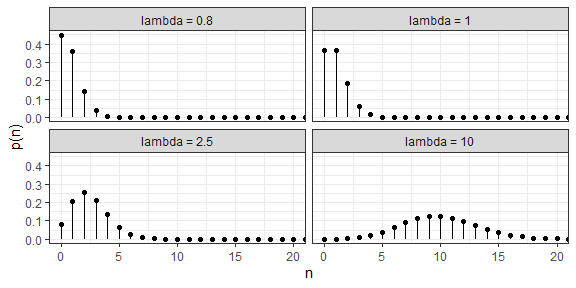 lambda = 0.8
lambda = 1
0.4
0.3
0.2
0.1
0.0
lambda = 2.5
lambda = 10
0.4
0.3
0.2
0.1
0.0
p(n)
0 5 10 15 20
0 5 10 15 20
n